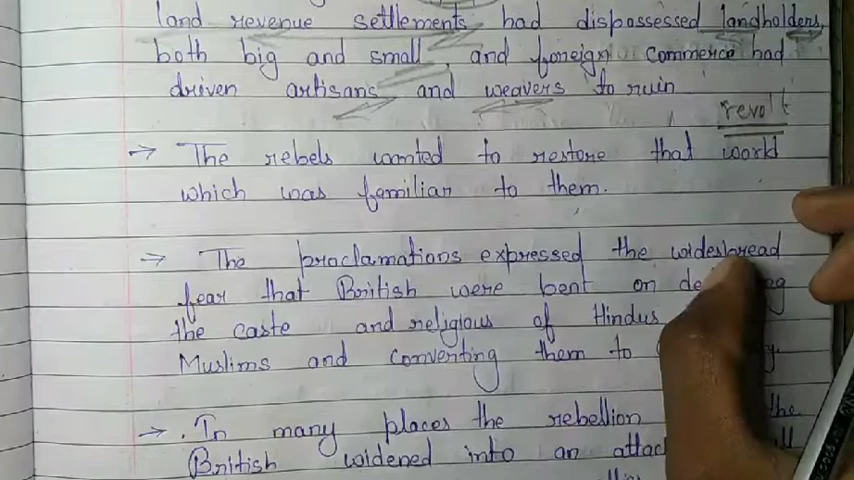 land revenue settlements had dispossessed landholders,
both big and small, and foreign commerce had
driven artisans and weavers to ruin
revolt
→ The rebels wanted to restore that world
which was familiar to them.
→ The proclamations expressed the widespread
fear that British were bent on
the caste and religious of Hindus
Muslims and converting them to
→ In many places the rebellion the
British widened into an